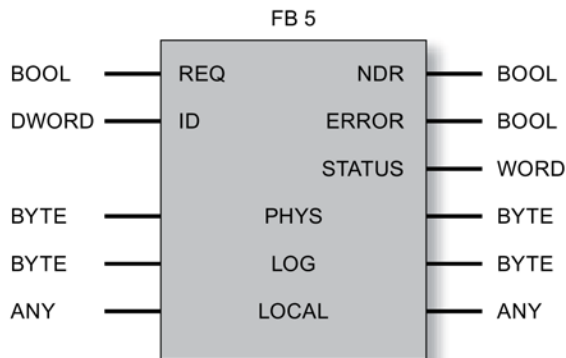 FB 5
BOOL REQ NDR BOOL
DWORD ID ERROR BOOL
STATUS WORD
BYTE PHYS BYTE
BYTE LOG BYTE
ANY LOCAL ANY